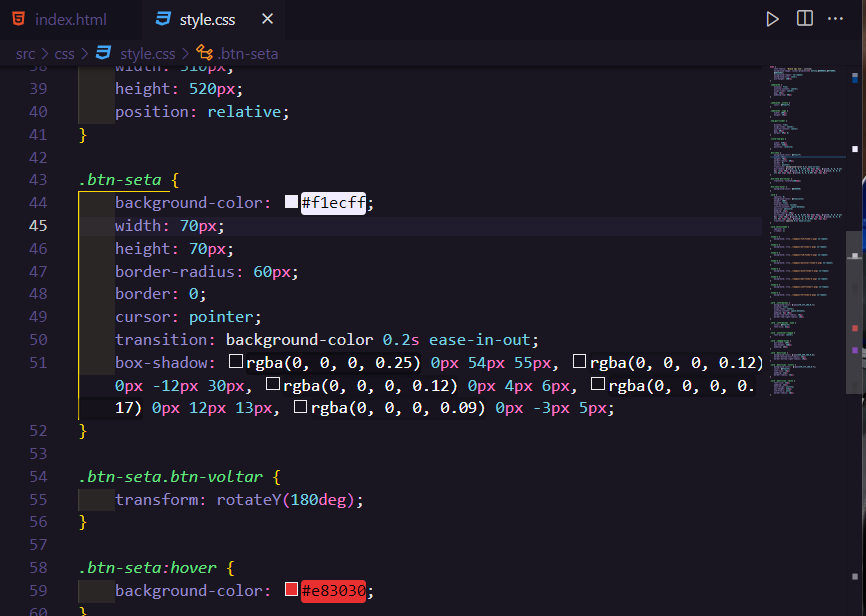 index.html
style.css
src > css > style.css > .btn-seta
38 width: 510px;
39 height: 520px;
40 position: relative;
41 }
42
43 .btn-seta {
44 background-color: #f1ecff;
45 width: 70px;
46 height: 70px;
47 border-radius: 60px;
48 border: 0;
49 cursor: pointer;
50 transition: background-color 0.2s ease-in-out;
51 box-shadow: rgba(0, 0, 0, 0.25) 0px 54px 55px, rgba(0, 0, 0, 0.12)
0px -12px 30px, rgba(0, 0, 0, 0.12) 0px 4px 6px, rgba(0, 0, 0, 0.
17) 0px 12px 13px, rgba(0, 0, 0, 0.09) 0px -3px 5px;
52 }
53
54 .btn-seta.btn-voltar {
55 transform: rotateY(180deg);
56 }
57
58 .btn-seta:hover {
59 background-color: #e83030;
60 }